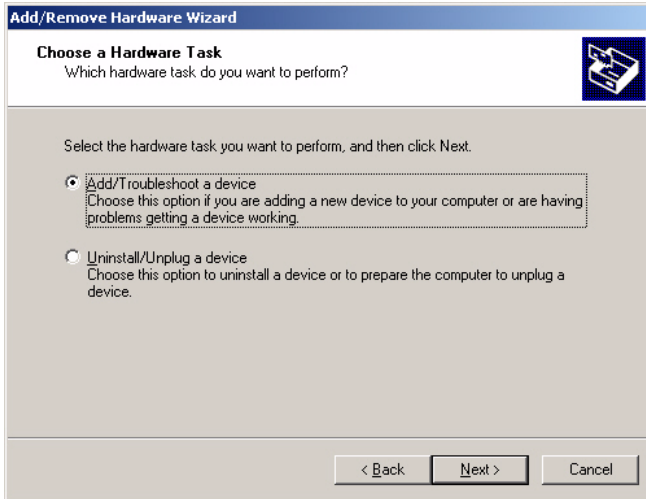 Add/Remove Hardware Wizard
Choose a Hardware Task
Which hardware task do you want to perform?
Select the hardware task you want to perform, and then click Next.
Add/Troubleshoot a device
Choose this option if you are adding a new device to your computer or are having
problems getting a device working.
Uninstall/Unplug a device
Choose this option to uninstall a device or to prepare the computer to unplug a
device.
< Back
Next >
Cancel